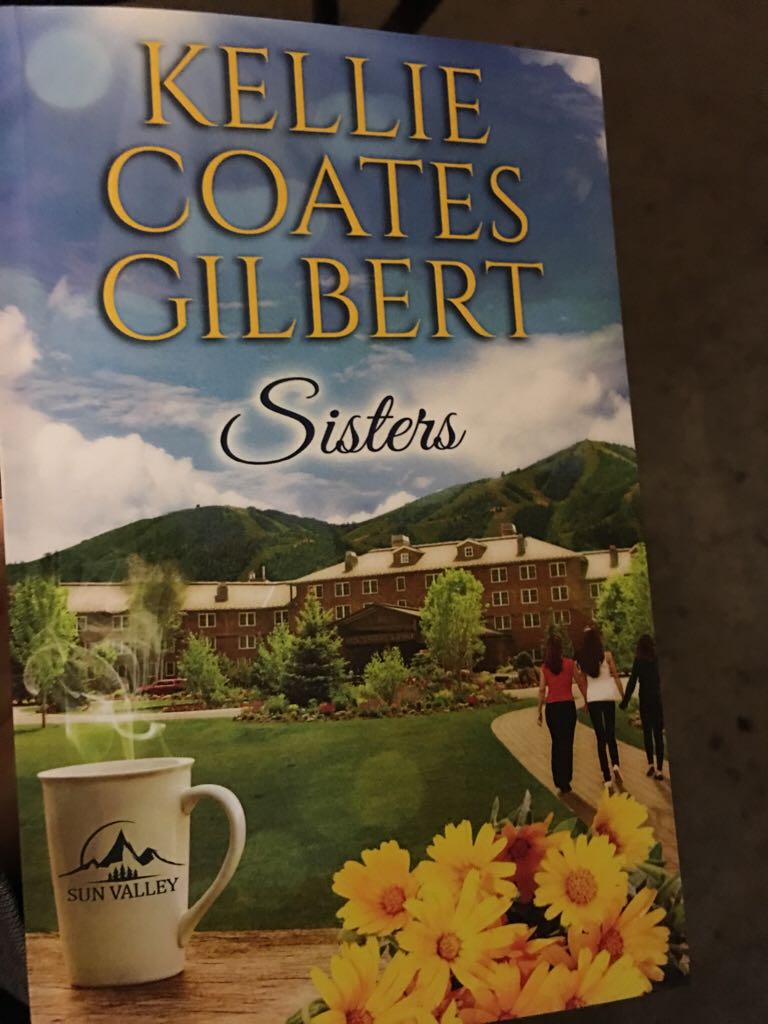 KELLIE
COATES
GILBERT
Sisters
SUN VALLEY